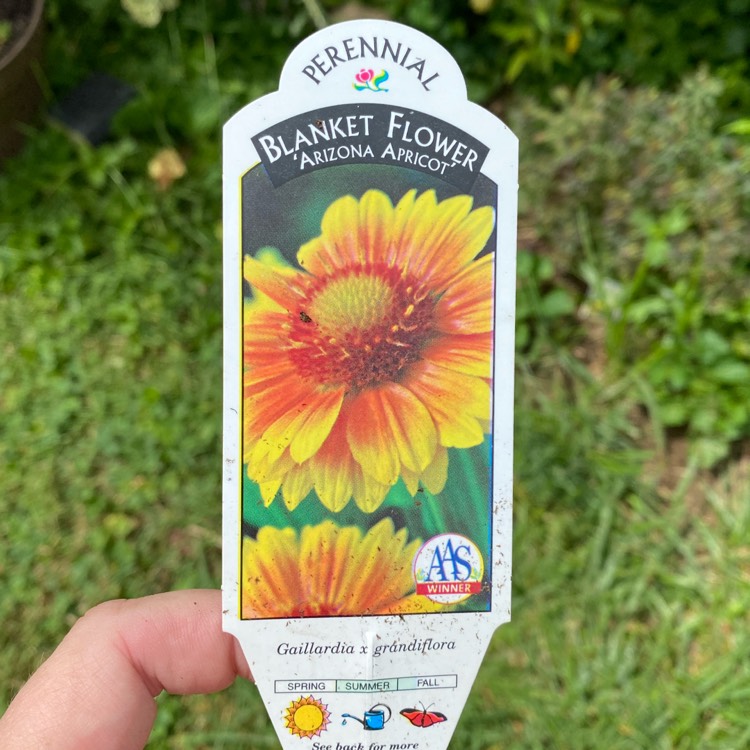 PERENNIAL
BLANKET FLOWER
'ARIZONA APRICOT'
AAS
WINNER
Gaillardia x grandiflora
SPRING SUMMER FALL
See back for more